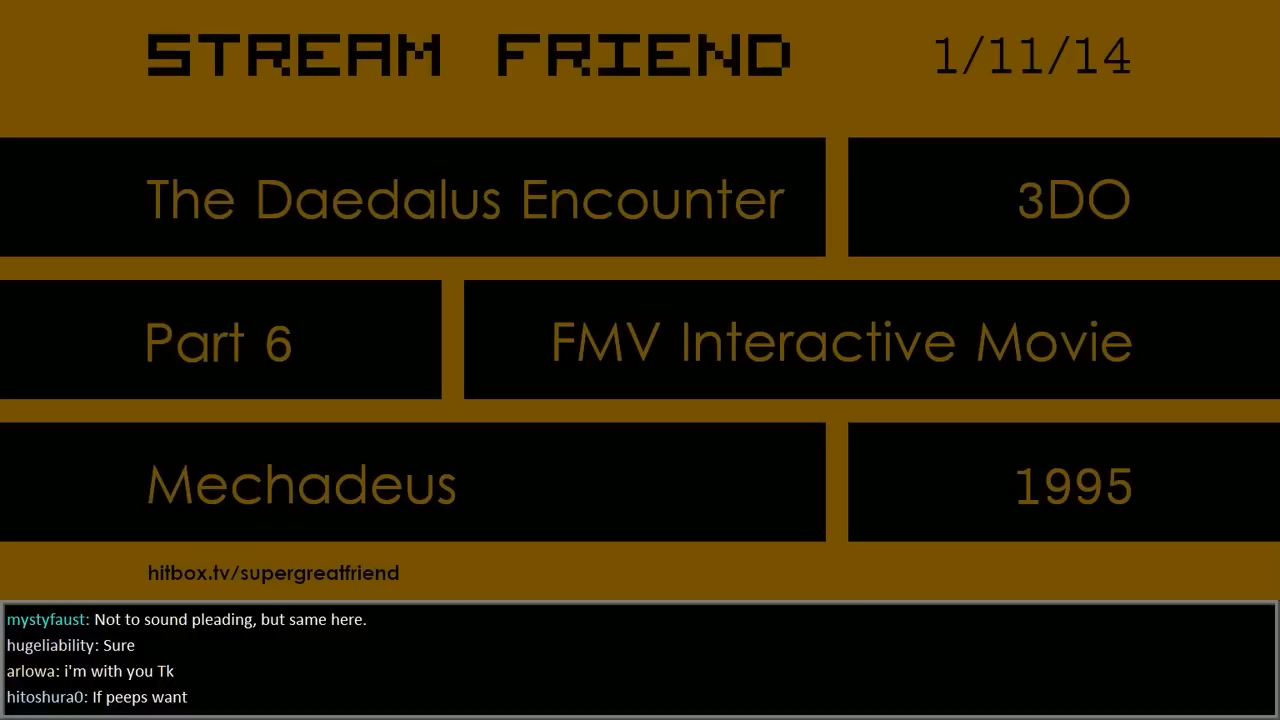 STREAM FRIEND 1/11/14
The Daedalus Encounter 3DO
Part 6 FMV Interactive Movie
Mechadeus 1995
hitbox.tv/supergreatfriend
mystyfaust: Not to sound pleading, but same here.
hugeliability: Sure
arlowa: i'm with you Tk
hitoshura0: If peeps want